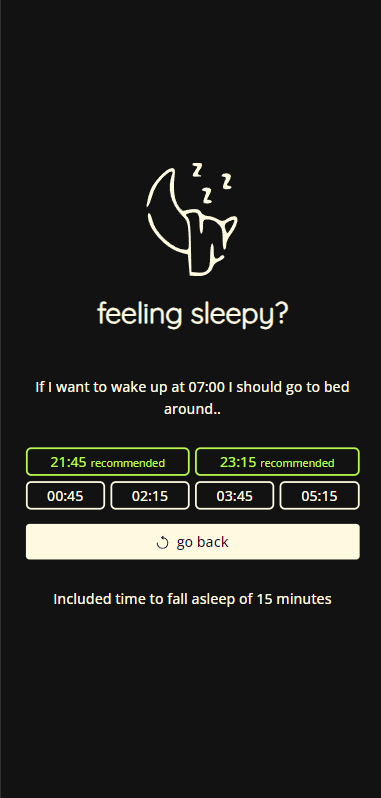 z z
z
feeling sleepy?
If I want to wake up at 07:00 I should go to bed
around..
21:45 recommended 23:15 recommended
00:45 02:15 03:45 05:15
go back
Included time to fall asleep of 15 minutes